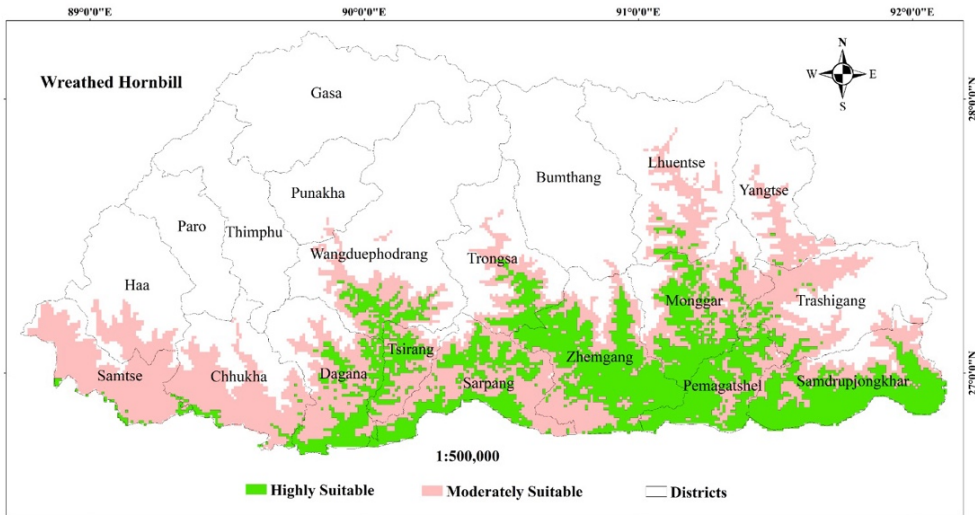 89°0'0"E 90°0'0"E 91°0'0"E 92°0'0"E
Wreathed Hornbill
N
W E
S
28°0'0"N
27°0'0"N
Gasa
Punakha
Bumthang
Lhuentse
Yangtse
Paro
Thimphu
Wangduephodrang
Trongsa
Haa
Monggar
Trashigang
Tsirang
Zhemgang
Samtse
Chhukha
Dagana
Sarpang
Pemagatshel
Samdrupjongkhar
1:500,000
Highly Suitable Moderately Suitable Districts